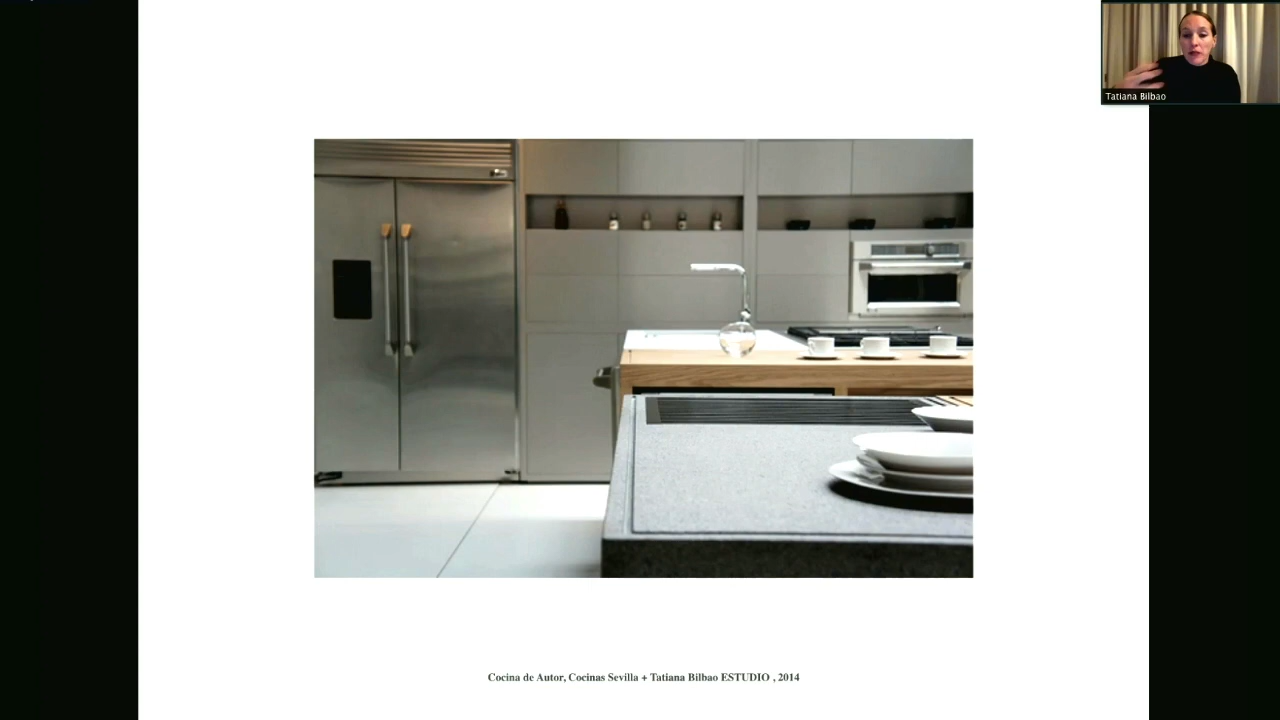 Tatiana Bilbao
Cocina de Autor, Cocinas Sevilla + Tatiana Bilbao ESTUDIO , 2014